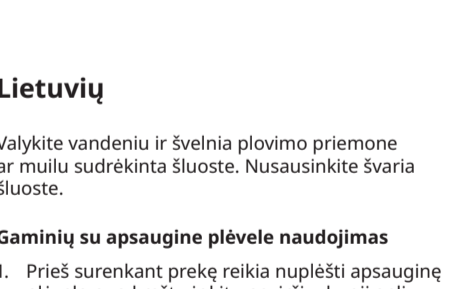 Lietuvių
Valykite vandeniu ir švelnia plovimo priemone
ar muilu sudrėkinta šluoste. Nusausinkite švaria
šluoste.
Gaminių su apsaugine plėvele naudojimas
1. Prieš surenkant prekę reikia nuplėšti apsauginę